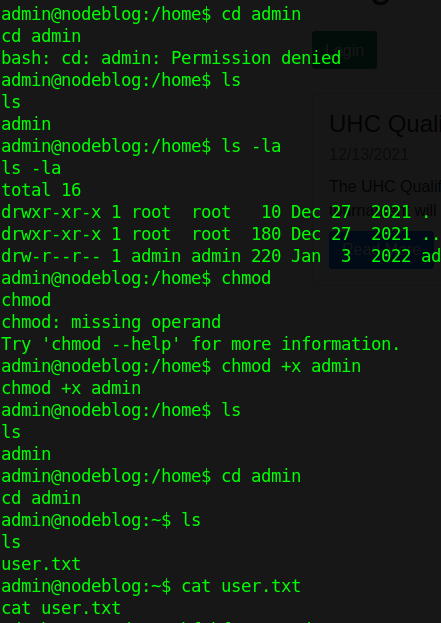 admin@nodeblog:/home$ cd admin
cd admin
bash: cd: admin: Permission denied
Login
admin@nodeblog:/home$ ls
ls
admin
UHC Quali
admin@nodeblog:/home$ ls -la
12/13/2021
ls -la
total 16
The UHC Qualif
drwxr-xr-x 1 root root 10 Dec 27 2021 .
will
drwxr-xr-x 1 root root 180 Dec 27 2021 ..
drw-r--r-- 1 admin admin 220 Jan 3 2022 ad
admin@nodeblog:/home$ chmod
chmod
chmod: missing operand
Try 'chmod --help' for more information.
admin@nodeblog:/home$ chmod +x admin
chmod +x admin
admin@nodeblog:/home$ ls
ls
admin
admin@nodeblog:/home$ cd admin
cd admin
admin@nodeblog:~$ ls
ls
user.txt
admin@nodeblog:~$ cat user.txt
cat user.txt